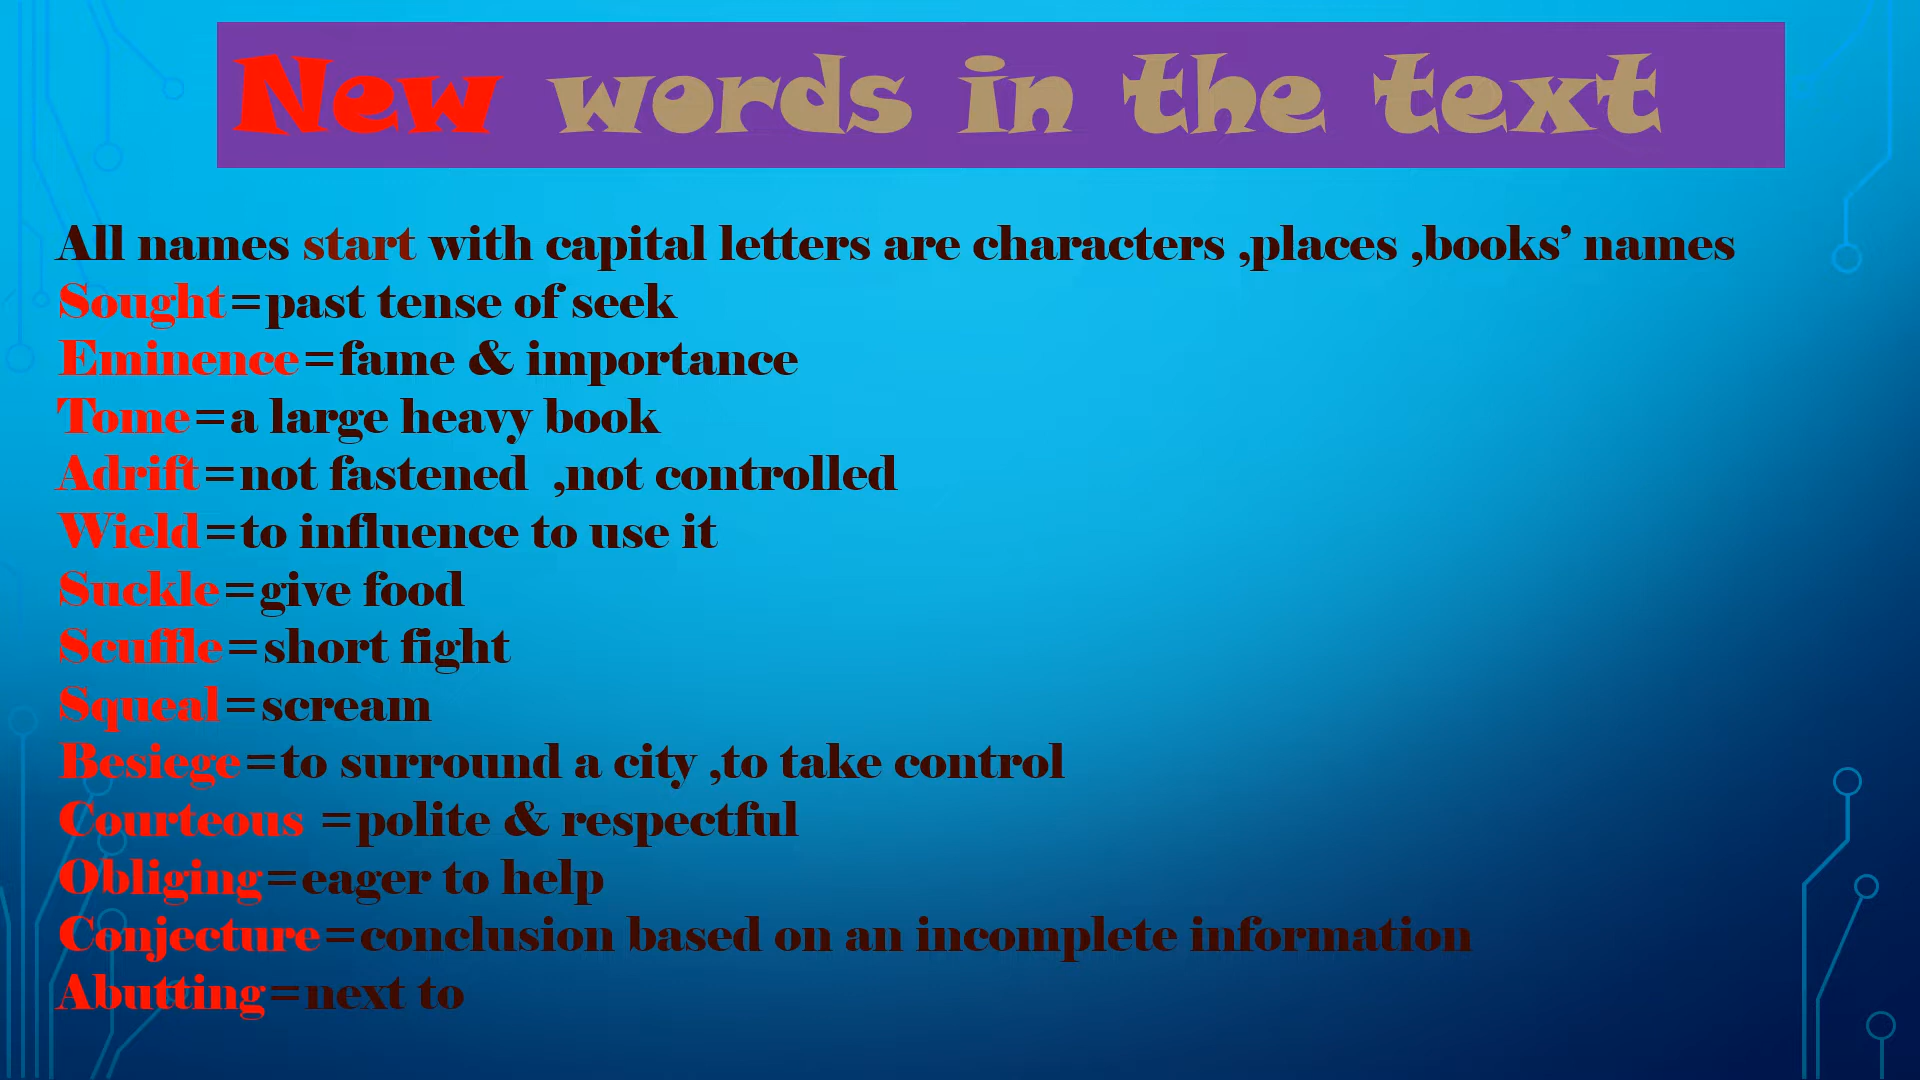 New words in the text
All names start with capital letters are characters ,places ,books’ names
Sought=past tense of seek
Eminence=fame & importance
Tome=a large heavy book
Adrift=not fastened ,not controlled
Wield=to influence to use it
Suckle=give food
Scuffle=short fight
Squeal=scream
Besiege=to surround a city ,to take control
Courteous =polite & respectful
Obliging=eager to help
Conjecture=conclusion based on an incomplete information
Abutting=next to